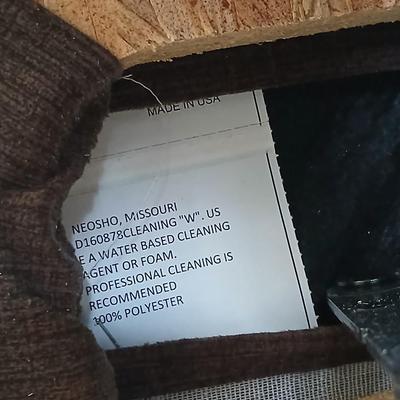 MADE IN USA
NEOSHO, MISSOURI
D160878CLEANING "W". US
E A WATER BASED CLEANING
AGENT OR FOAM.
PROFESSIONAL CLEANING IS
RECOMMENDED
100% POLYESTER